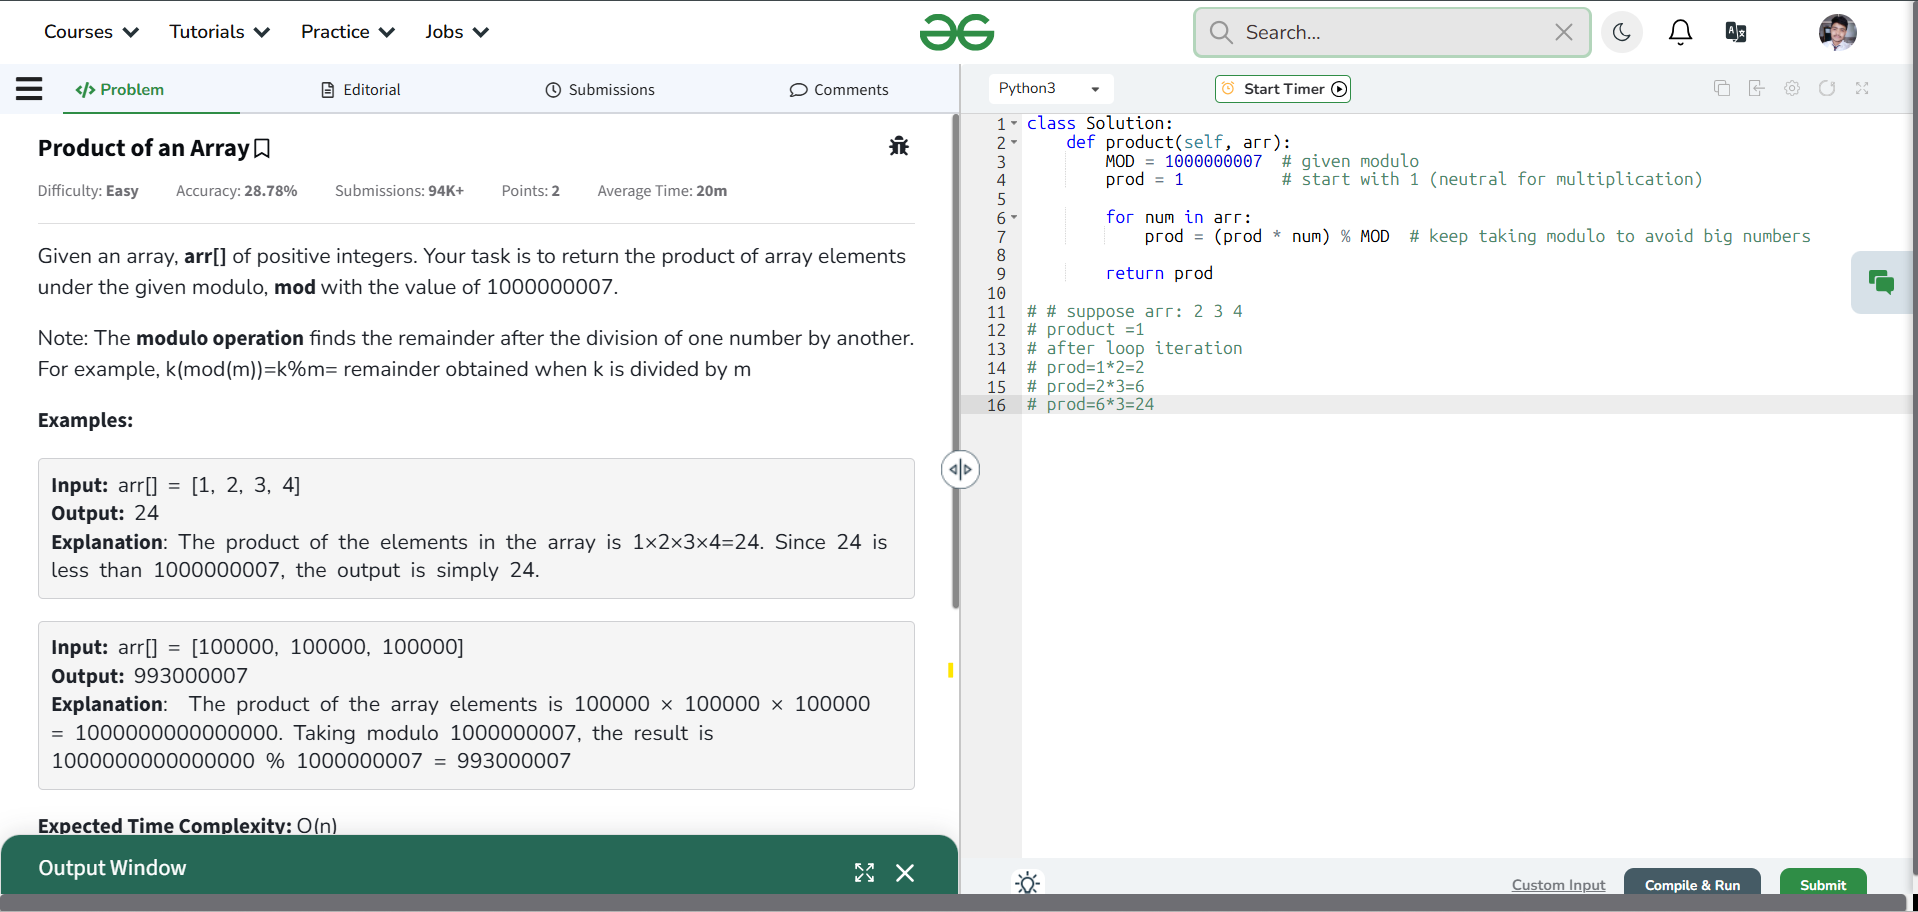 Courses Tutorials Practice Jobs
Search...
Problem Editorial Submissions Comments
Python3 Start Timer
Product of an Array
Difficulty: Easy Accuracy: 28.78% Submissions: 94K+ Points: 2 Average Time: 20m
Given an array, arr[] of positive integers. Your task is to return the product of array elements
under the given modulo, mod with the value of 1000000007.
Note: The modulo operation finds the remainder after the division of one number by another.
For example, k(mod(m))=k%m= remainder obtained when k is divided by m
Examples:
Input: arr[] = [1, 2, 3, 4]
Output: 24
Explanation: The product of the elements in the array is 1×2×3×4=24. Since 24 is
less than 1000000007, the output is simply 24.
Input: arr[] = [100000, 100000, 100000]
Output: 993000007
Explanation: The product of the array elements is 100000 × 100000 × 100000
= 1000000000000000. Taking modulo 1000000007, the result is
1000000000000000 % 1000000007 = 993000007
Expected Time Complexity: O(n)
Output Window
1 class Solution:
2 def product(self, arr):
3 MOD = 1000000007 # given modulo
4 prod = 1 # start with 1 (neutral for multiplication)
5
6 for num in arr:
7 prod = (prod * num) % MOD # keep taking modulo to avoid big numbers
8
9 return prod
10
11 # # suppose arr: 2 3 4
12 # product =1
13 # after loop iteration
14 # prod=1*2=2
15 # prod=2*3=6
16 # prod=6*3=24
Custom Input Compile & Run Submit